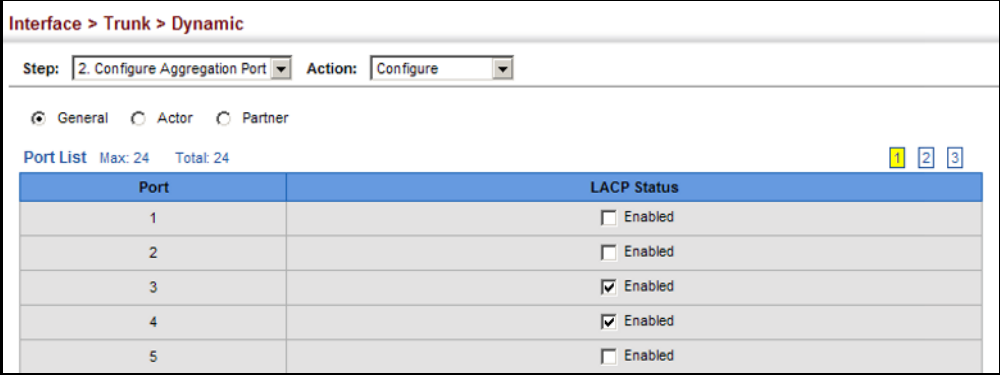 Interface > Trunk > Dynamic
Step: 2. Configure Aggregation Port Action: Configure
General Actor Partner
Port List Max: 24 Total: 24 1 2 3
Port LACP Status
1 Enabled
2 Enabled
3 Enabled
4 Enabled
5 Enabled